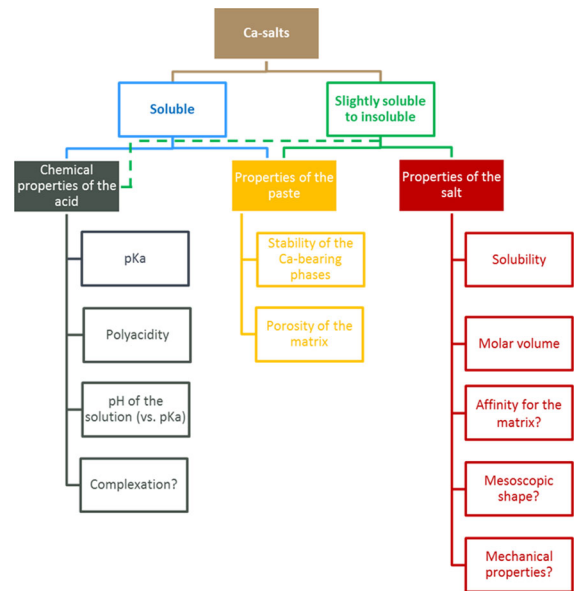 Ca-salts
Soluble
Slightly soluble
to insoluble
Chemical
properties of the
acid
Properties of the
paste
Properties of the
salt
pKa
Stability of the
Ca-bearing
phases
Solubility
Polyacidity
Porosity of the
matrix
Molar volume
pH of the
solution (vs. pKa)
Affinity for the
matrix?
Complexation?
Mesoscopic
shape?
Mechanical
properties?